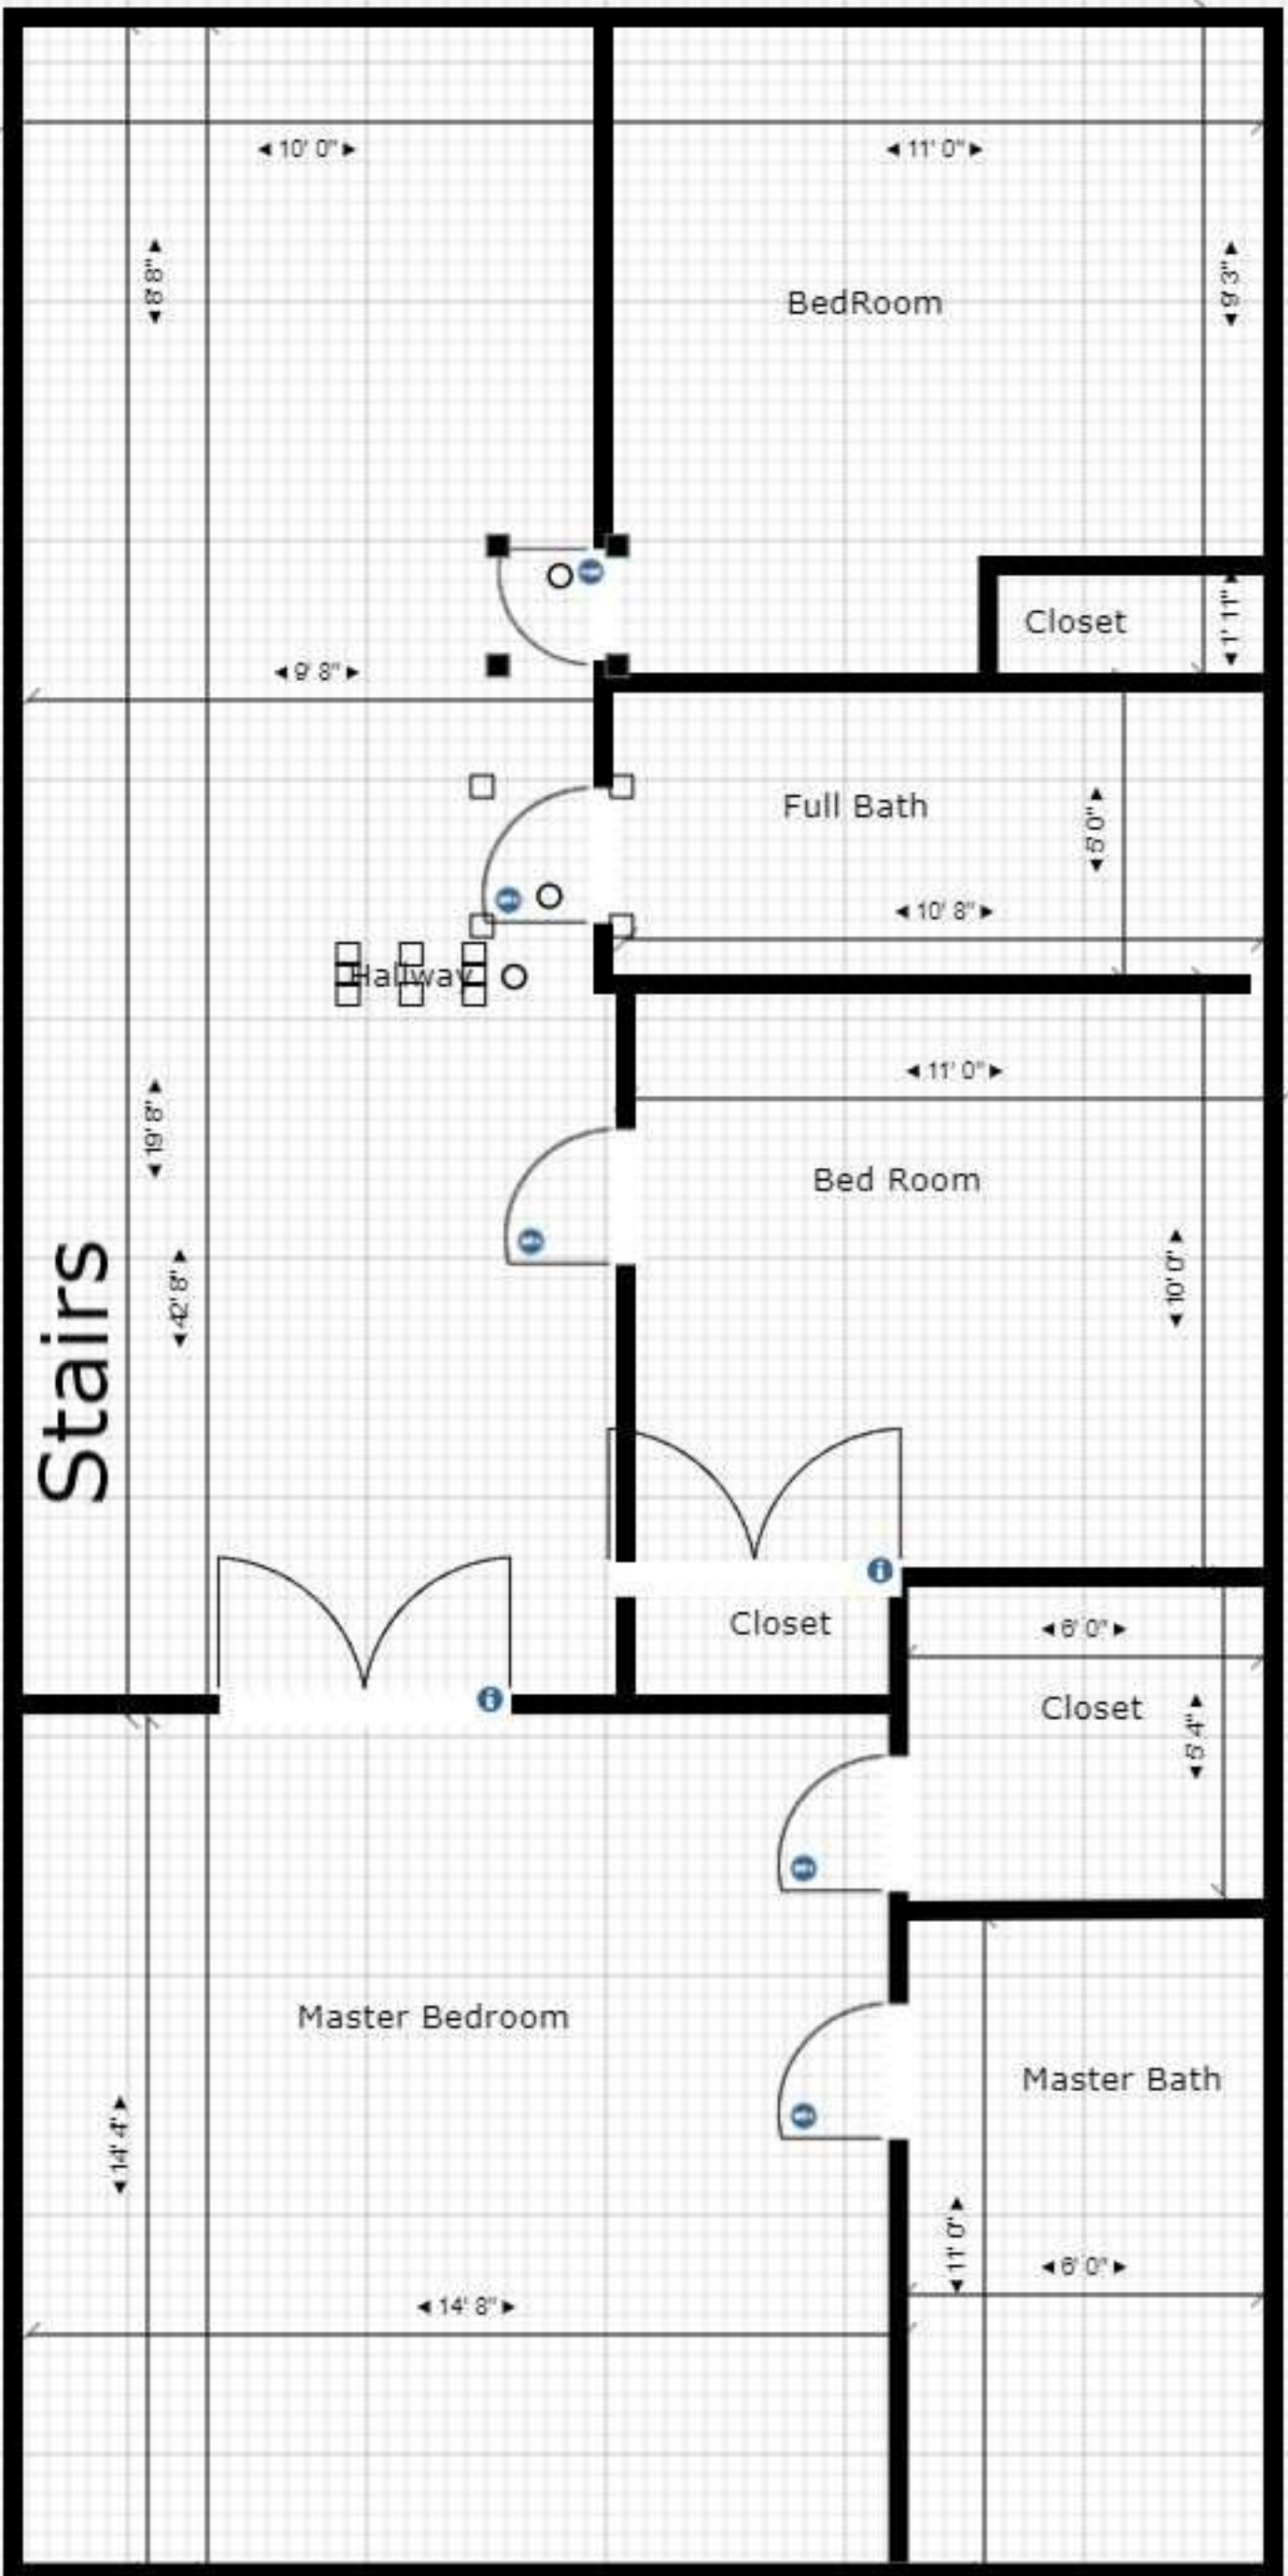 10' 0"
11' 0"
8' 8"
BedRoom
9' 3"
Closet
1' 11"
9' 8"
Full Bath
5' 0"
10' 8"
Hallway
11' 0"
19' 8"
Bed Room
42' 8"
10' 0"
Stairs
Closet
6' 0"
Closet
5' 4"
Master Bedroom
Master Bath
14' 4"
11' 0"
6' 0"
14' 8"